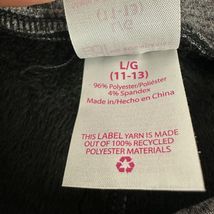 L/G
L/G
(11-13)
96% Polyester/Poliéster
4% Spandex
Made in/Hecho en China
THIS LABEL YARN IS MADE
OUT OF 100% RECYCLED
POLYESTER MATERIALS